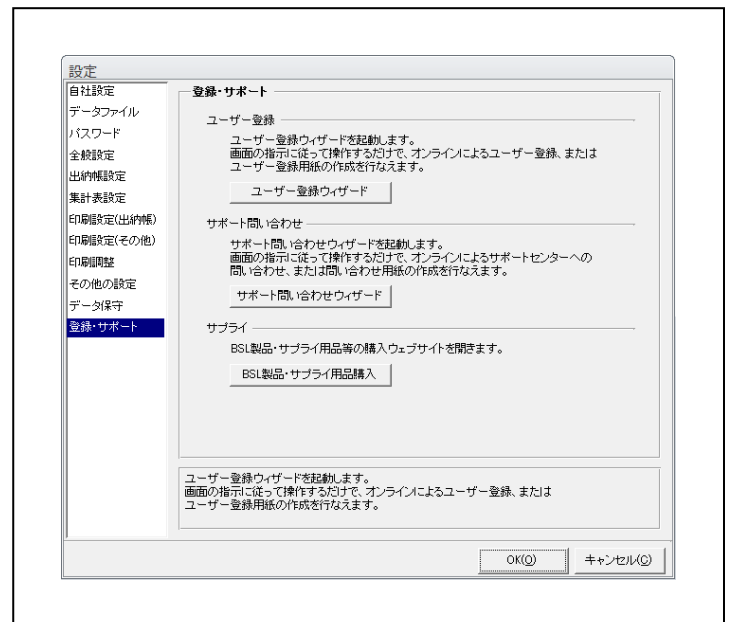 設定
自社設定
データファイル
パスワード
全般設定
出納帳設定
集計表設定
印刷設定(出納帳)
印刷設定(その他)
印刷調整
その他の設定
データ保守
登録・サポート
登録・サポート
ユーザー登録
ユーザー登録ウィザードを起動します。
画面の指示に従って操作するだけで、オンラインによるユーザー登録、または
ユーザー登録用紙の作成を行なえます。
ユーザー登録ウィザード
サポート問い合わせ
サポート問い合わせウィザードを起動します。
画面の指示に従って操作するだけで、オンラインによるサポートセンターへの
問い合わせ、または問い合わせ用紙の作成を行なえます。
サポート問い合わせウィザード
サプライ
BSL製品・サプライ用品等の購入ウェブサイトを開きます。
BSL製品・サプライ用品購入
ユーザー登録ウィザードを起動します。
画面の指示に従って操作するだけで、オンラインによるユーザー登録、または
ユーザー登録用紙の作成を行なえます。
OK(O)
キャンセル(C)